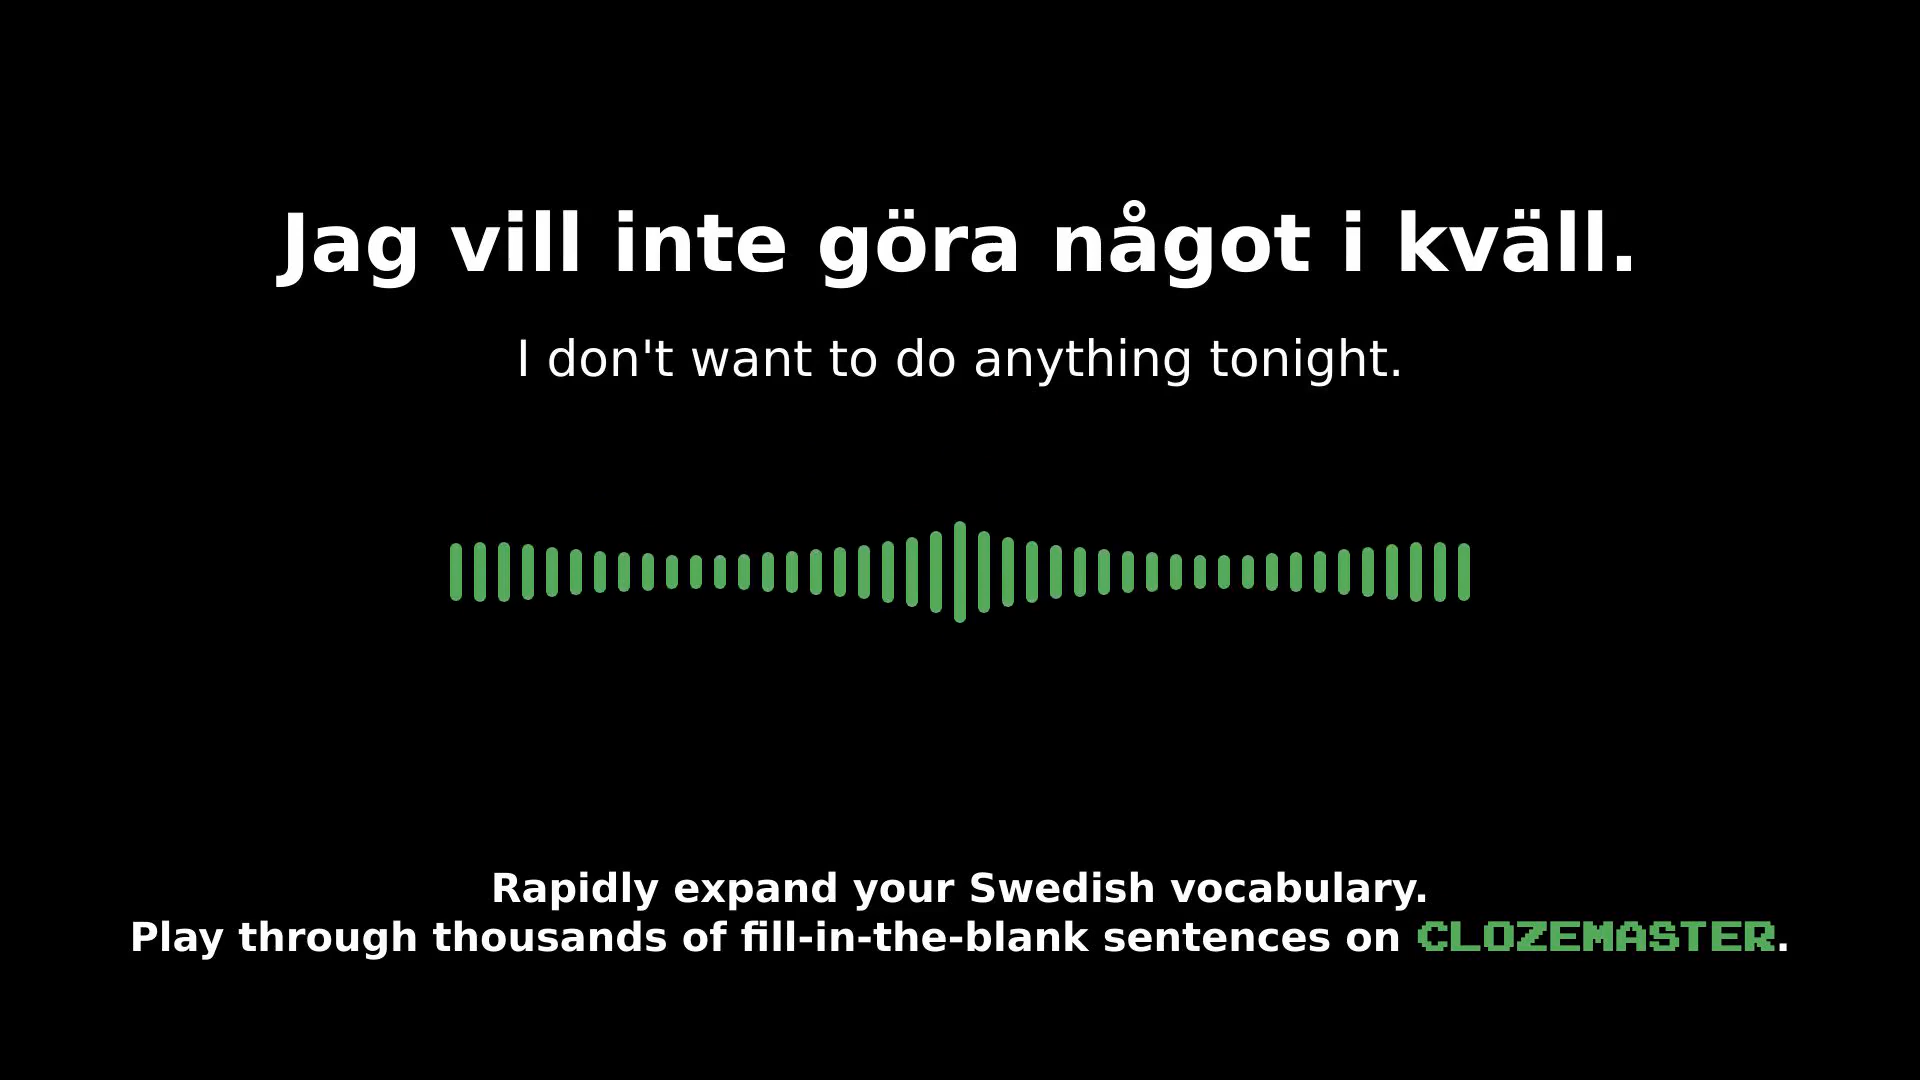 Jag vill inte göra något i kväll.
I don't want to do anything tonight.
Rapidly expand your Swedish vocabulary.
Play through thousands of fill-in-the-blank sentences on CLOZEMASTER.